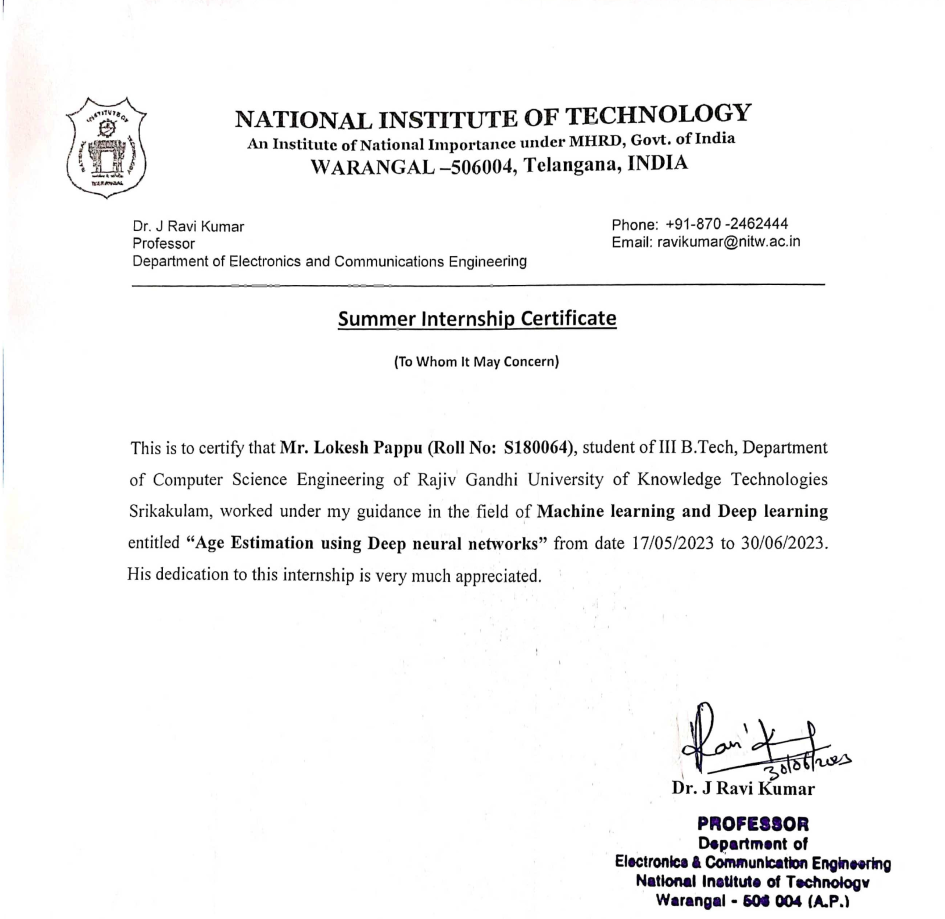 INSTITUTE OF
NATIONAL
TECHNOLOGY
WARANGAL
NATIONAL INSTITUTE OF TECHNOLOGY
An Institute of National Importance under MHRD, Govt. of India
WARANGAL –506004, Telangana, INDIA
Dr. J Ravi Kumar
Professor
Department of Electronics and Communications Engineering
Phone: +91-870 -2462444
Email: ravikumar@nitw.ac.in
Summer Internship Certificate
(To Whom It May Concern)
This is to certify that Mr. Lokesh Pappu (Roll No: S180064), student of III B.Tech, Department
of Computer Science Engineering of Rajiv Gandhi University of Knowledge Technologies
Srikakulam, worked under my guidance in the field of Machine learning and Deep learning
entitled “Age Estimation using Deep neural networks” from date 17/05/2023 to 30/06/2023.
His dedication to this internship is very much appreciated.
30/06/2023
Dr. J Ravi Kumar
PROFESSOR
Department of
Electronics & Communication Engineering
National Institute of Technology
Warangal - 506 004 (A.P.)